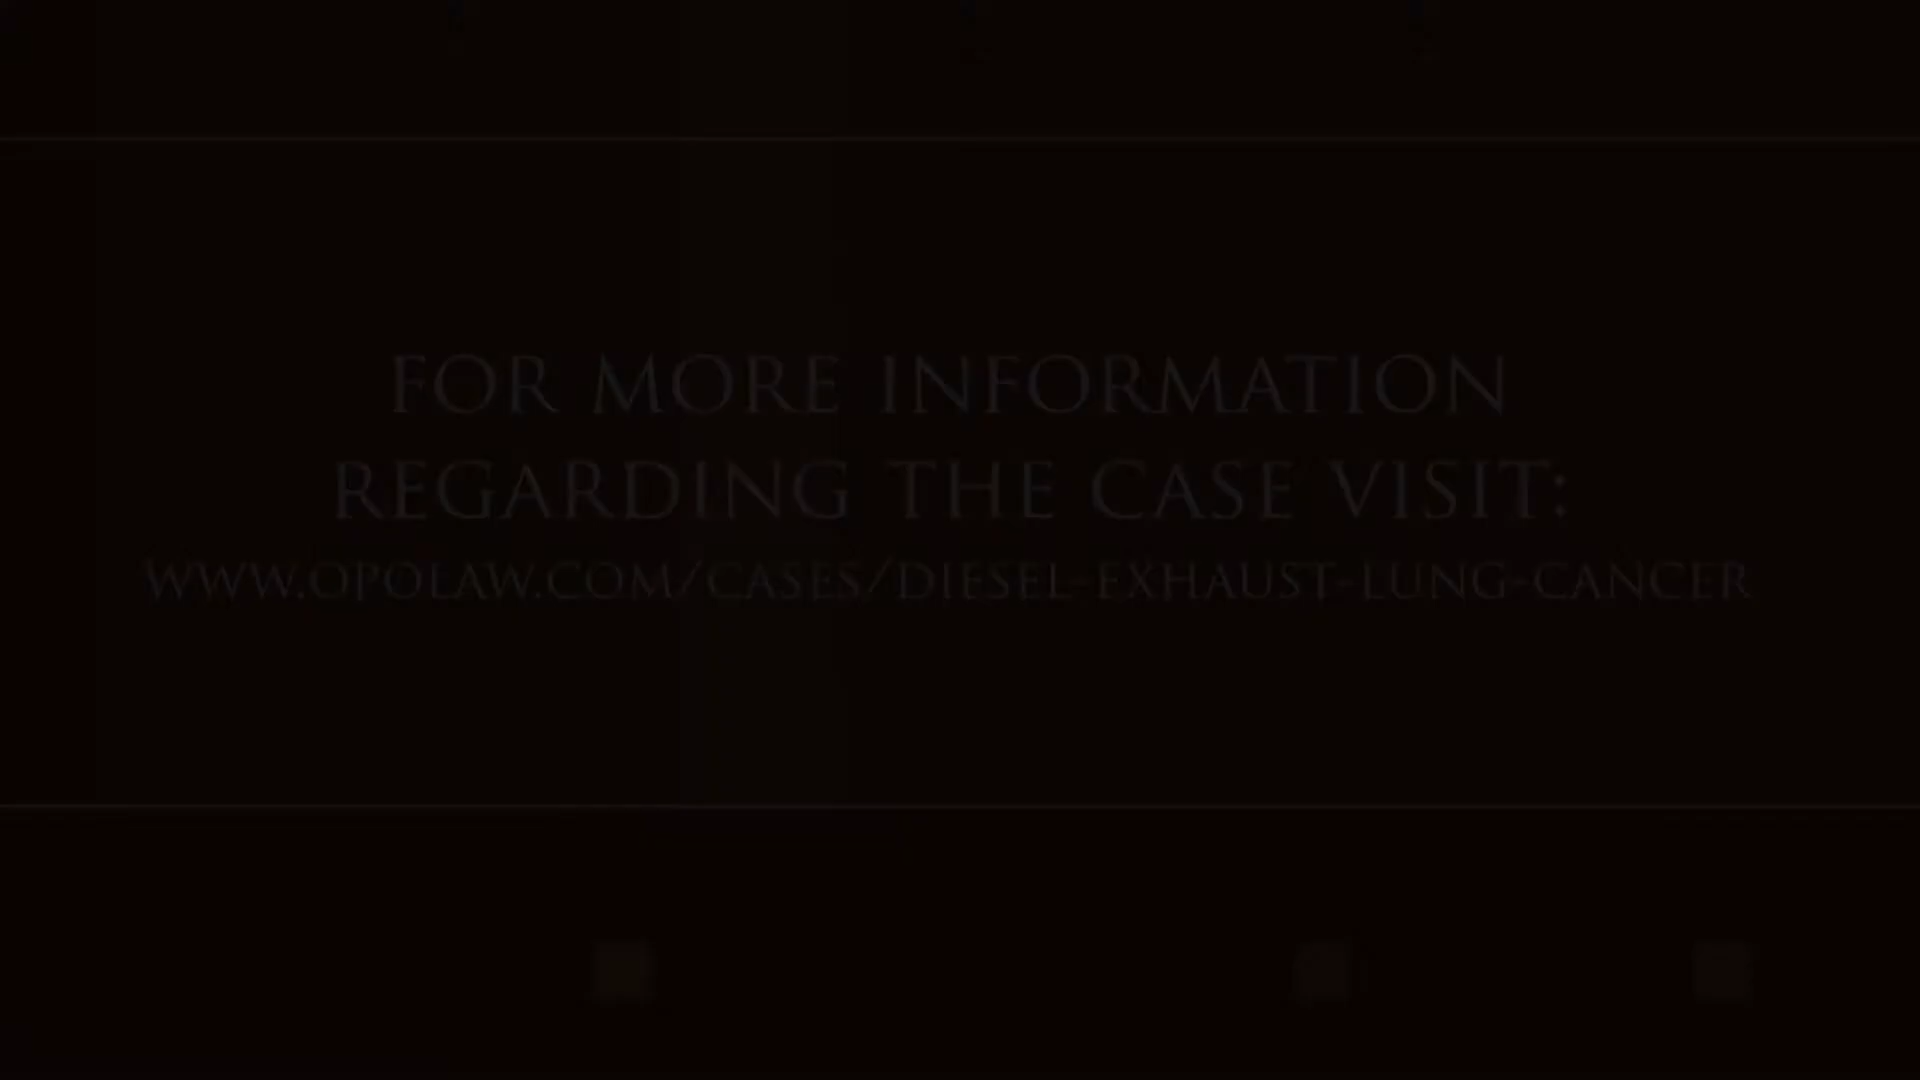 FOR MORE INFORMATION
REGARDING THE CASE VISIT:
WWW.OPOLAW.COM/CASES/DIESEL-EXHAUST-LUNG-CANCER